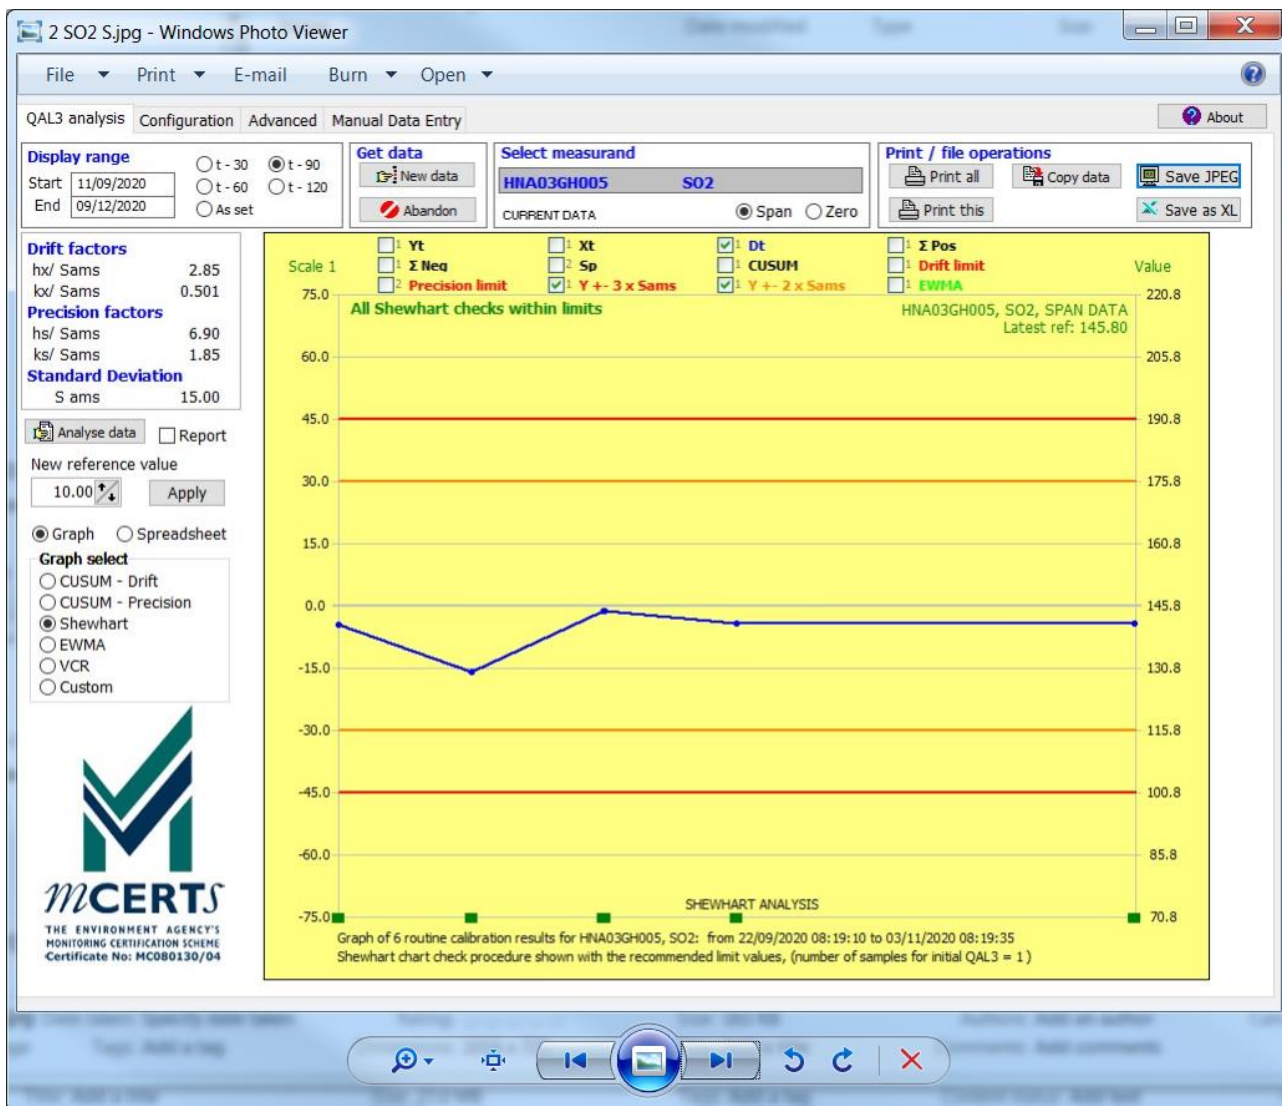 2 SO2 S.jpg - Windows Photo Viewer
File Print E-mail Burn Open
QAL3 analysis Configuration Advanced Manual Data Entry About
Display range
Start 11/09/2020
End 09/12/2020
t - 30 t - 90
t - 60 t - 120
As set
Get data
New data
Abandon
Select measurand
HNA03GH005 SO2
CURRENT DATA Span Zero
Print / file operations
Print all Copy data Save JPEG
Print this Save as XL
Drift factors
hx/ Sams 2.85
kx/ Sams 0.501
Precision factors
hs/ Sams 6.90
ks/ Sams 1.85
Standard Deviation
S ams 15.00
Analyse data Report
New reference value
10.00 Apply
Graph Spreadsheet
Graph select
CUSUM - Drift
CUSUM - Precision
Shewhart
EWMA
VCR
Custom
mCERTS
THE ENVIRONMENT AGENCY'S
MONITORING CERTIFICATION SCHEME
Certificate No: MC080130/04
1 Yt 1 Xt 1 Dt 1 Σ Pos
Scale 1 1 Σ Neg 2 Sp 1 CUSUM 1 Drift limit Value
2 Precision limit 1 Y +- 3 x Sams 1 Y +- 2 x Sams 1 EWMA
75.0 220.8
All Shewhart checks within limits HNA03GH005, SO2, SPAN DATA
Latest ref: 145.80
60.0 205.8
45.0 190.8
30.0 175.8
15.0 160.8
0.0 145.8
-15.0 130.8
-30.0 115.8
-45.0 100.8
-60.0 85.8
SHEWHART ANALYSIS
-75.0 70.8
Graph of 6 routine calibration results for HNA03GH005, SO2: from 22/09/2020 08:19:10 to 03/11/2020 08:19:35
Shewhart chart check procedure shown with the recommended limit values, (number of samples for initial QAL3 = 1 )